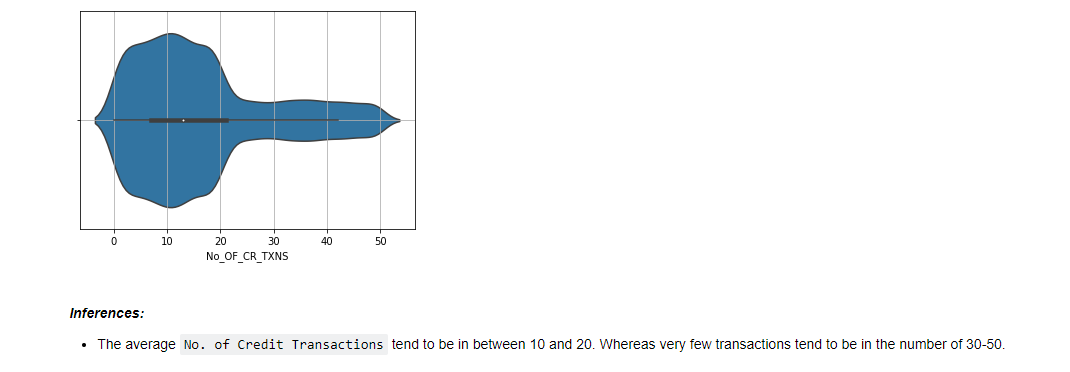 0 10 20 30 40 50
No_OF_CR_TXNS
Inferences:
• The average No. of Credit Transactions tend to be in between 10 and 20. Whereas very few transactions tend to be in the number of 30-50.